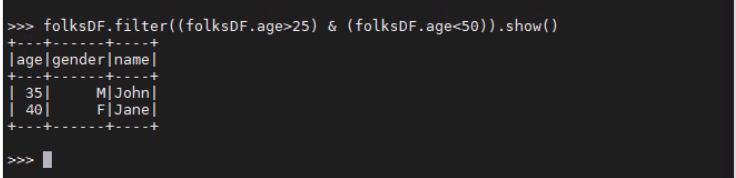 >>> folksDF.filter((folksDF.age>25) & (folksDF.age<50)).show()
+---+------+----+
|age|gender|name|
+---+------+----+
| 35|     M|John|
| 40|     F|Jane|
+---+------+----+
>>>